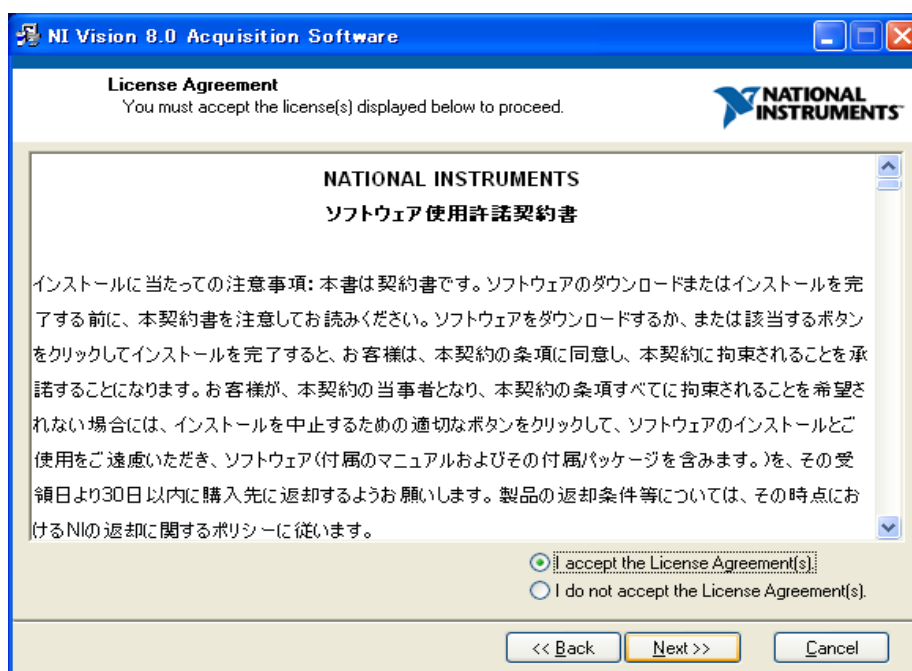 NI Vision 8.0 Acquisition Software
License Agreement
You must accept the license(s) displayed below to proceed.
NATIONAL
INSTRUMENTS™
NATIONAL INSTRUMENTS
ソフトウェア使用許諾契約書
インストールに当たっての注意事項: 本書は契約書です。ソフトウェアのダウンロードまたはインストールを完
了する前に、本契約書を注意してお読みください。ソフトウェアをダウンロードするか、または該当するボタン
をクリックしてインストールを完了すると、お客様は、本契約の条項に同意し、本契約に拘束されることを承
諾することになります。お客様が、本契約の当事者となり、本契約の条項すべてに拘束されることを希望さ
れない場合には、インストールを中止するための適切なボタンをクリックして、ソフトウェアのインストールとご
使用をご遠慮いただき、ソフトウェア(付属のマニュアルおよびその付属パッケージを含みます。)を、その受
領日より30日以内に購入先に返却するようお願いします。製品の返却条件等については、その時点にお
けるNIの返却に関するポリシーに従います。
I accept the License Agreement(s).
I do not accept the License Agreement(s).
<< Back
Next >>
Cancel